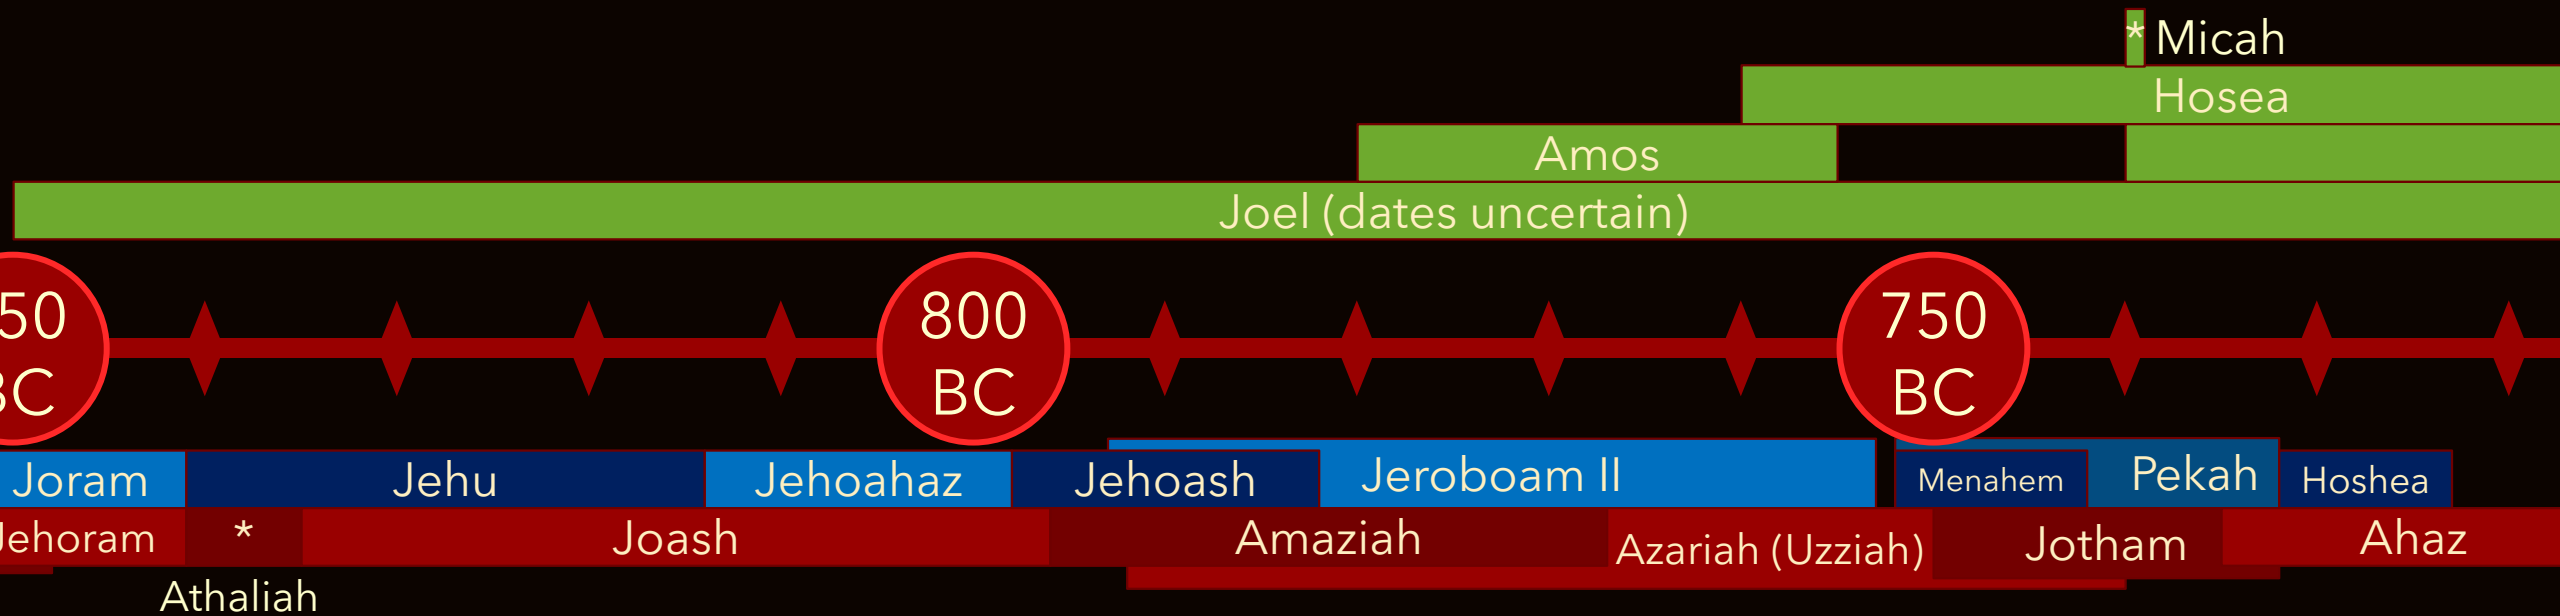 * Micah
Hosea
Amos
Joel (dates uncertain)
50
BC
800
BC
750
BC
Joram
Jehu
Jehoahaz
Jehoash
Jeroboam II
Menahem
Pekah
Hoshea
Jehoram
*
Joash
Amaziah
Azariah (Uzziah)
Jotham
Ahaz
Athaliah